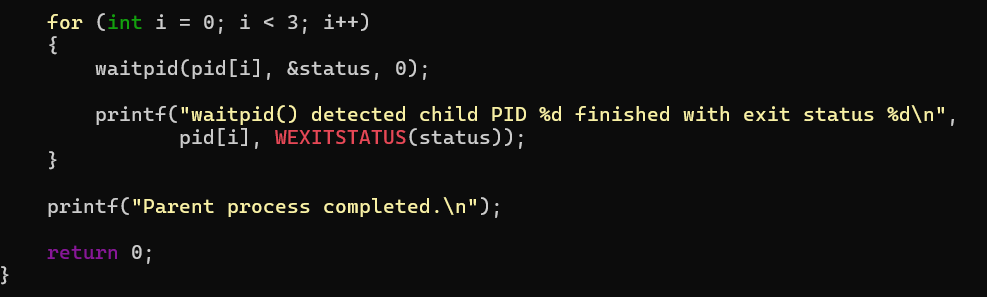 for (int i = 0; i < 3; i++)
{
waitpid(pid[i], &status, 0);
printf("waitpid() detected child PID %d finished with exit status %d\n",
pid[i], WEXITSTATUS(status));
}
printf("Parent process completed.\n");
return 0;
}